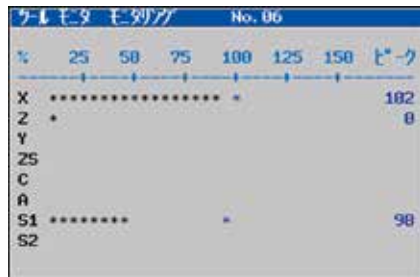 ツール モニタ モニタリング No. 06
% 25 50 75 100 125 150 ピーク
X ***************** * 102
Z * 0
Y
ZS
C
A
S1 ******** * 98
S2